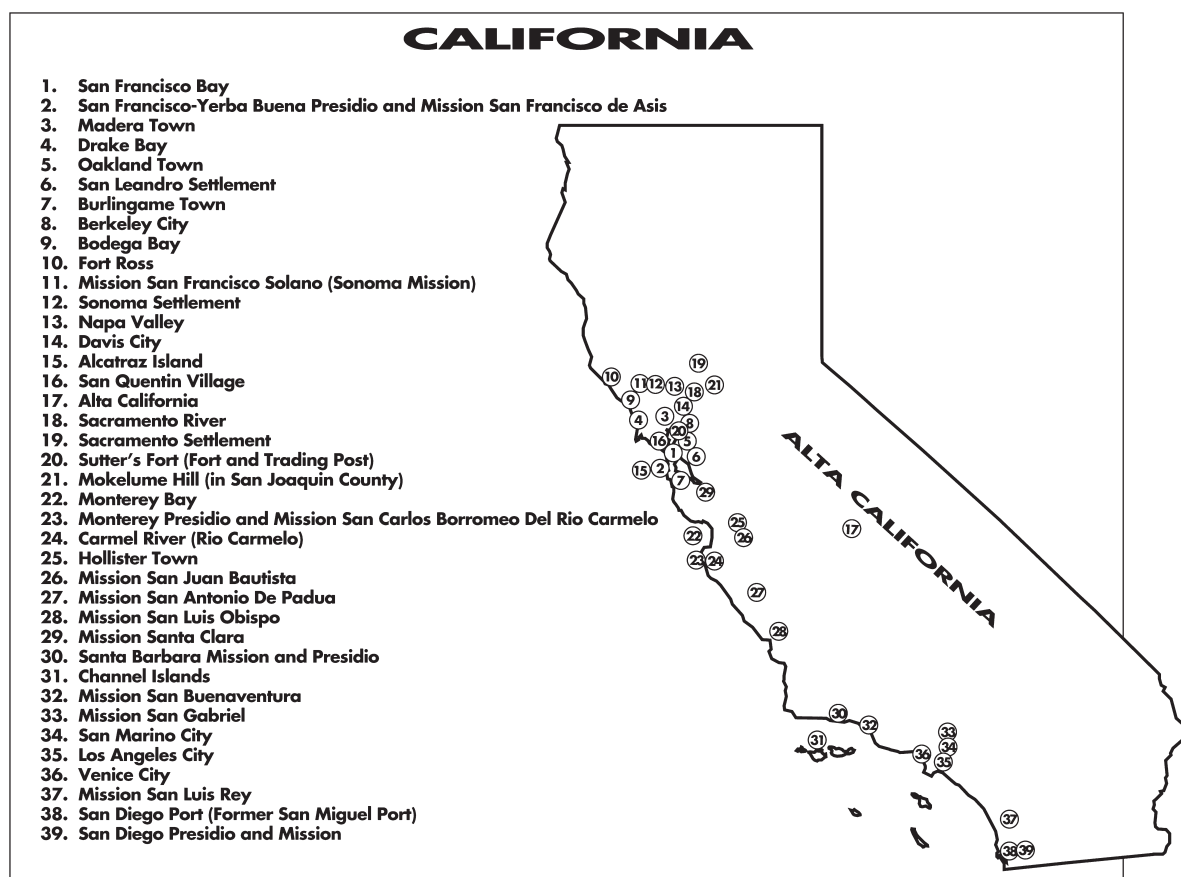 CALIFORNIA
1. San Francisco Bay
2. San Francisco-Yerba Buena Presidio and Mission San Francisco de Asis
3. Madera Town
4. Drake Bay
5. Oakland Town
6. San Leandro Settlement
7. Burlingame Town
8. Berkeley City
9. Bodega Bay
10. Fort Ross
11. Mission San Francisco Solano (Sonoma Mission)
12. Sonoma Settlement
13. Napa Valley
14. Davis City
15. Alcatraz Island
16. San Quentin Village
17. Alta California
18. Sacramento River
19. Sacramento Settlement
20. Sutter's Fort (Fort and Trading Post)
21. Mokelume Hill (in San Joaquin County)
22. Monterey Bay
23. Monterey Presidio and Mission San Carlos Borromeo Del Rio Carmelo
24. Carmel River (Rio Carmelo)
25. Hollister Town
26. Mission San Juan Bautista
27. Mission San Antonio De Padua
28. Mission San Luis Obispo
29. Mission Santa Clara
30. Santa Barbara Mission and Presidio
31. Channel Islands
32. Mission San Buenaventura
33. Mission San Gabriel
34. San Marino City
35. Los Angeles City
36. Venice City
37. Mission San Luis Rey
38. San Diego Port (Former San Miguel Port)
39. San Diego Presidio and Mission
19
10
11 12 13 21
18
9
14
4 3 8
20
16 5
1 6
15 2
7
29
25
22 26
17
23 24
27
28
30
32
31
33
34
36 35
37
38 39
ALTA CALIFORNIA